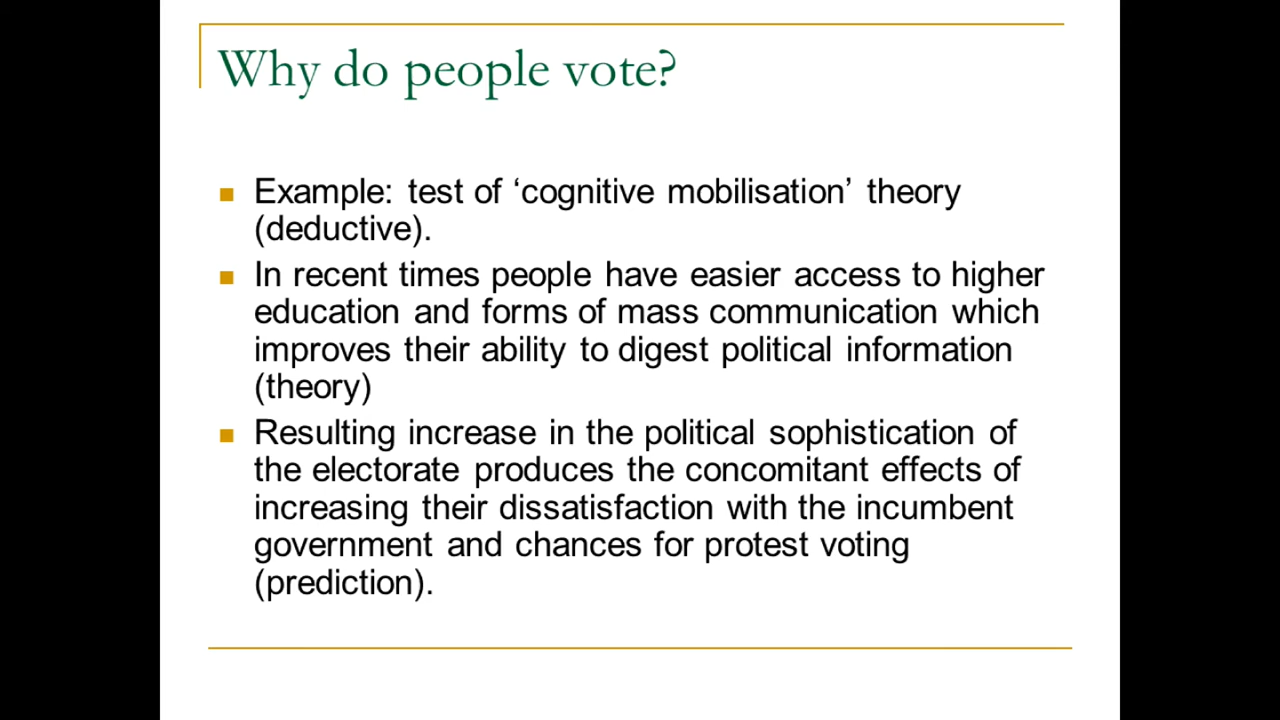 Why do people vote?
Example: test of ‘cognitive mobilisation’ theory
(deductive).
In recent times people have easier access to higher
education and forms of mass communication which
improves their ability to digest political information
(theory)
Resulting increase in the political sophistication of
the electorate produces the concomitant effects of
increasing their dissatisfaction with the incumbent
government and chances for protest voting
(prediction).